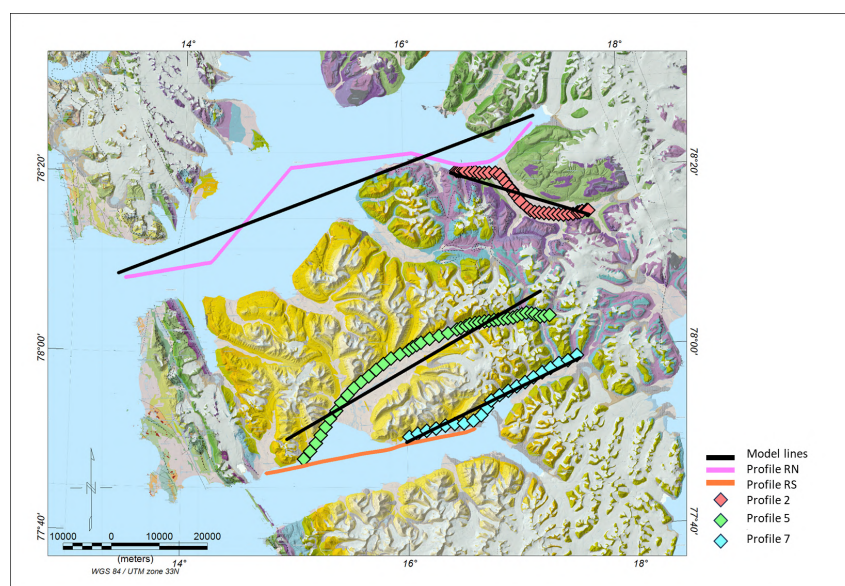 14° 16° 18°
78°20' 78°20'
78°00' 78°00'
Model lines
Profile RN
Profile RS
Profile 2
Profile 5
Profile 7
N
77°40' 77°40'
10000 0 10000 20000
(meters)
WGS 84 / UTM zone 33N
14° 16° 18°